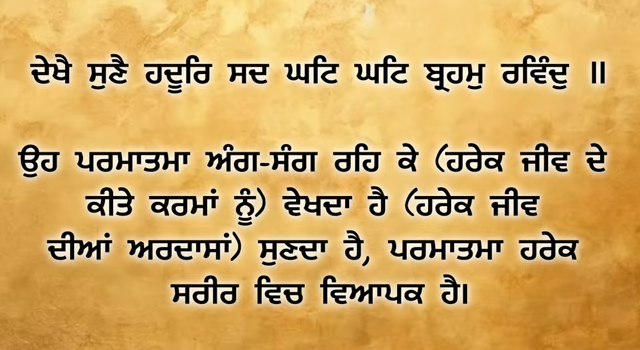 ਦੇਖੈ ਸੁਣੈ ਹਦੂਰਿ ਸਦ ਘਟਿ ਘਟਿ ਬ੍ਰਹਮੁ ਰਵਿੰਦੁ ॥
ਉਹ ਪਰਮਾਤਮਾ ਅੰਗ-ਸੰਗ ਰਹਿ ਕੇ (ਹਰੇਕ ਜੀਵ ਦੇ
ਕੀਤੇ ਕਰਮਾਂ ਨੂੰ) ਵੇਖਦਾ ਹੈ (ਹਰੇਕ ਜੀਵ
ਦੀਆਂ ਅਰਦਾਸਾਂ) ਸੁਣਦਾ ਹੈ, ਪਰਮਾਤਮਾ ਹਰੇਕ
ਸਰੀਰ ਵਿਚ ਵਿਆਪਕ ਹੈ।